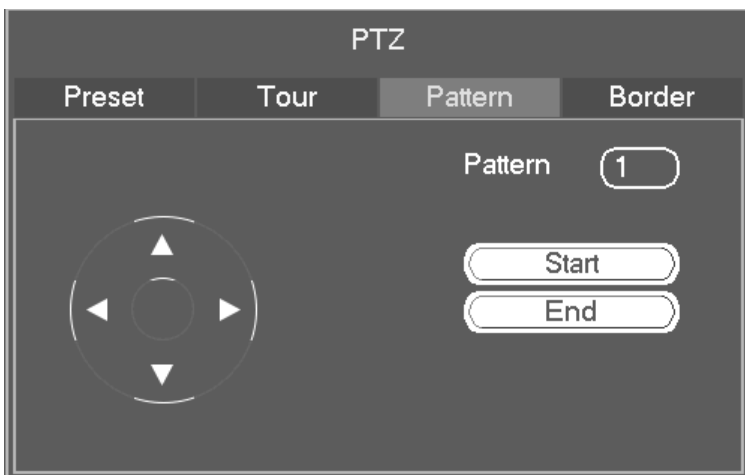 PTZ
Preset Tour Pattern Border
Pattern 1
Start
End